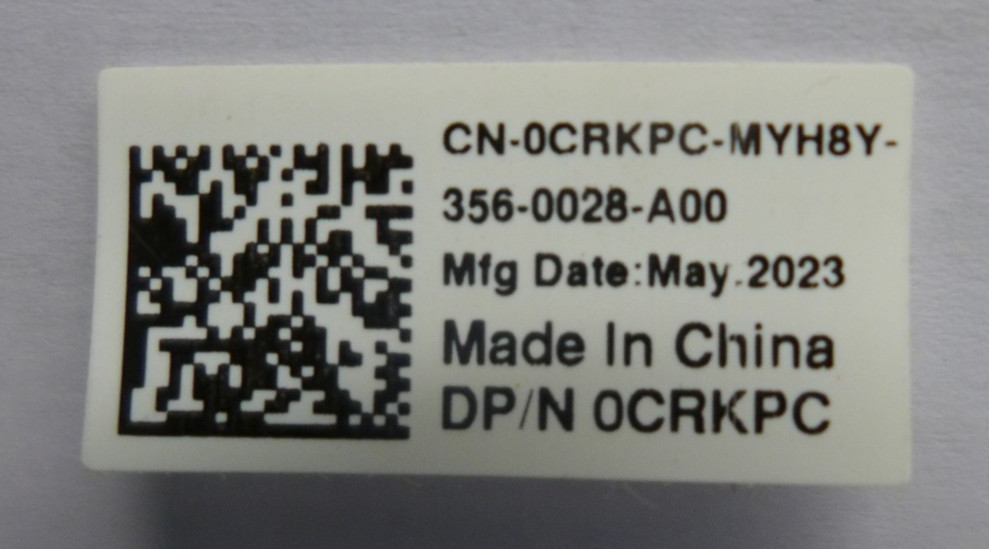 CN-0CRKPC-MYH8Y-
356-0028-A00
Mfg Date:May.2023
Made In China
DP/N 0CRKPC